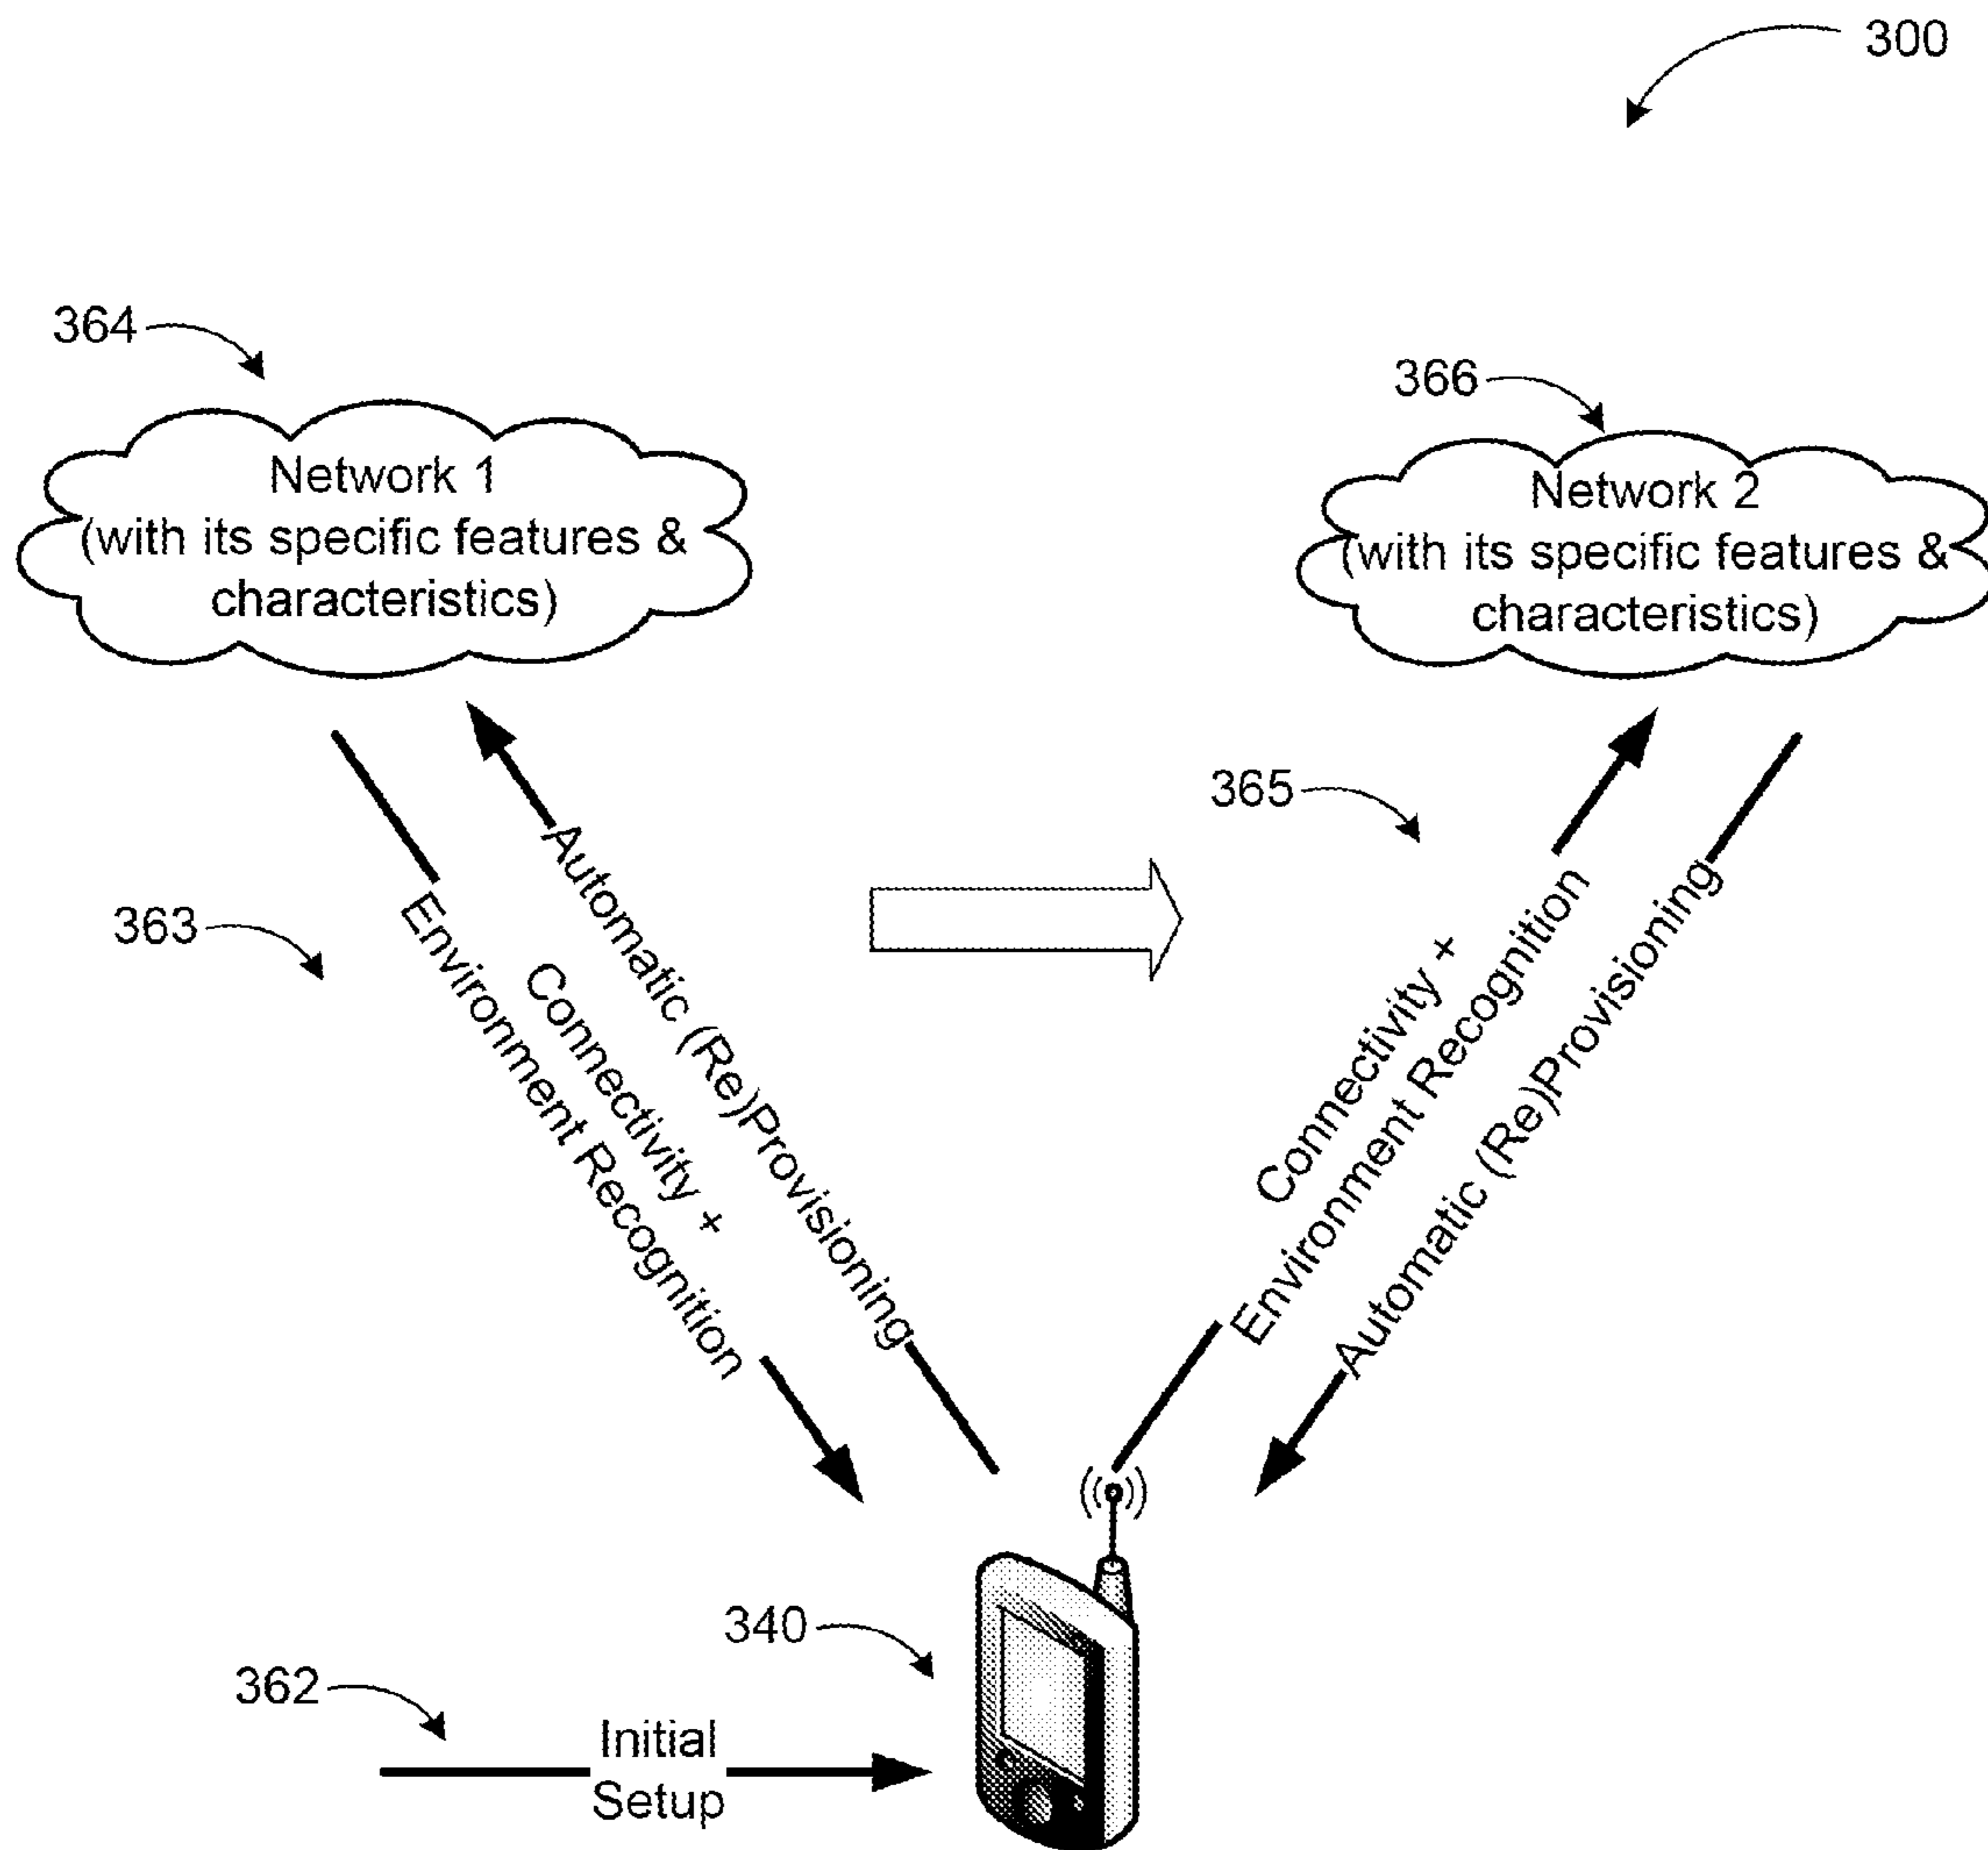 300
364
Network 1
(with its specific features &
characteristics)
366
Network 2
(with its specific features &
characteristics)
363
Environment Recognition
Connectivity +
Automatic (Re)Provisioning
365
Connectivity +
Environment Recognition
Automatic (Re)Provisioning
340
362
Initial
Setup